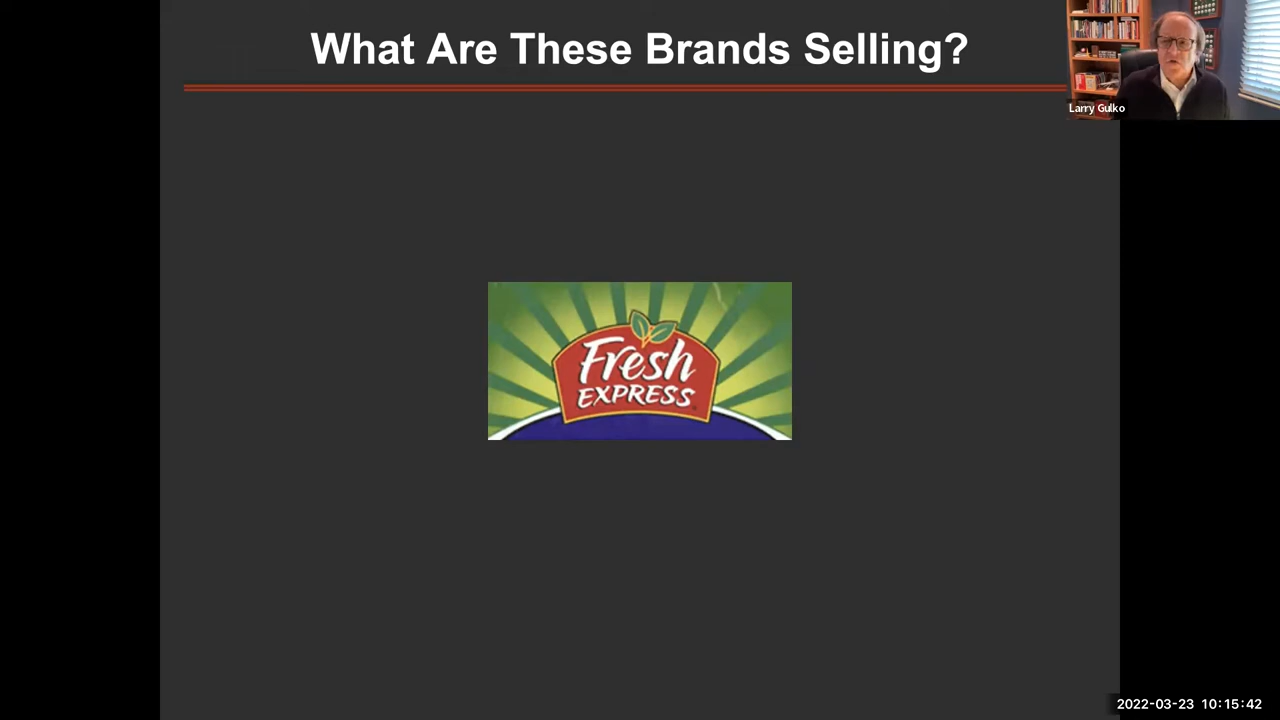 What Are These Brands Selling?
Larry Gulko
Fresh
EXPRESS
2022-03-23 10:15:42